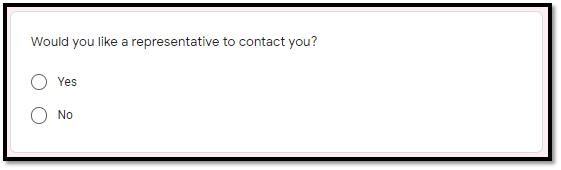 Would you like a representative to contact you?
Yes
No